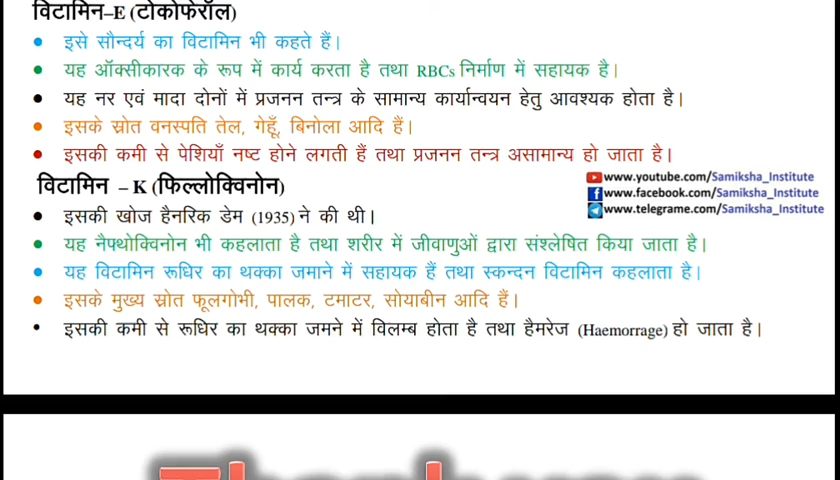 विटामिन–E (टोकोफेरॉल)
• इसे सौन्दर्य का विटामिन भी कहते हैं।
• यह ऑक्सीकारक के रूप में कार्य करता है तथा RBCs निर्माण में सहायक है।
• यह नर एवं मादा दोनों में प्रजनन तन्त्र के सामान्य कार्यान्वयन हेतु आवश्यक होता है।
• इसके स्रोत वनस्पति तेल, गेहूँ, बिनोला आदि हैं।
• इसकी कमी से पेशियाँ नष्ट होने लगती हैं तथा प्रजनन तन्त्र असामान्य हो जाता है।
विटामिन – K (फिल्लोक्विनोन)
www.youtube.com/Samiksha_Institute
www.facebook.com/Samiksha_Institute
www.telegrame.com/Samiksha_Institute
• इसकी खोज हैनरिक डेम (1935) ने की थी।
• यह नैफ्थोक्विनोन भी कहलाता है तथा शरीर में जीवाणुओं द्वारा संश्लेषित किया जाता है।
• यह विटामिन रूधिर का थक्का जमाने में सहायक हैं तथा स्कन्दन विटामिन कहलाता है।
• इसके मुख्य स्रोत फूलगोभी, पालक, टमाटर, सोयाबीन आदि हैं।
• इसकी कमी से रूधिर का थक्का जमने में विलम्ब होता है तथा हैमरेज (Haemorrage) हो जाता है।